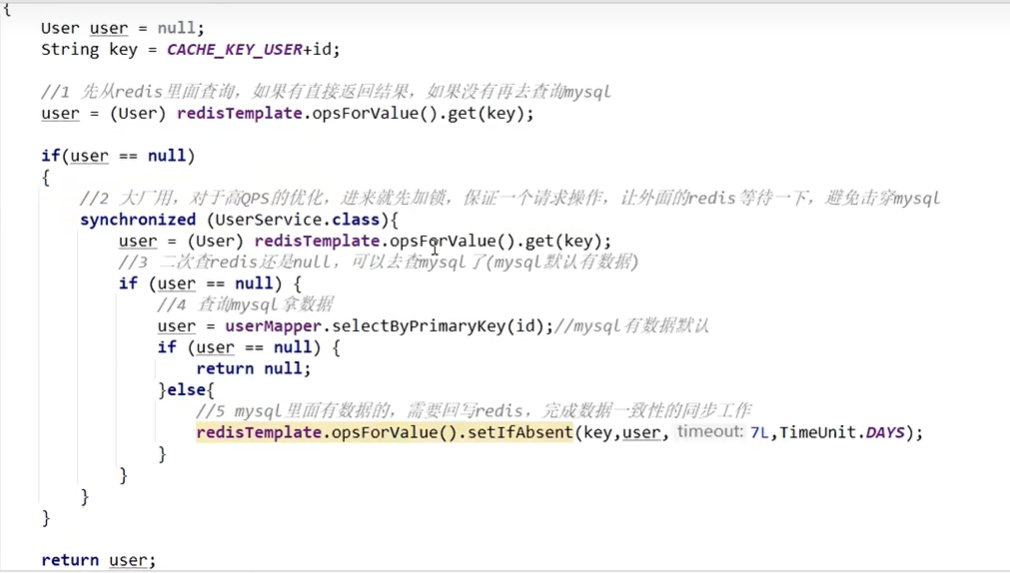 {
User user = null;
String key = CACHE_KEY_USER+id;
//1 先从redis里面查询，如果有直接返回结果，如果没有再去查询mysql
user = (User) redisTemplate.opsForValue().get(key);
if(user == null)
{
//2 大厂用，对于高QPS的优化，进来就先加锁，保证一个请求操作，让外面的redis等待一下，避免击穿mysql
synchronized (UserService.class){
user = (User) redisTemplate.opsForValue().get(key);
//3 二次查redis还是null，可以去查mysql了(mysql默认有数据)
if (user == null) {
//4 查询mysql拿数据
user = userMapper.selectByPrimaryKey(id);//mysql有数据默认
if (user == null) {
return null;
}else{
//5 mysql里面有数据的，需要回写redis，完成数据一致性的同步工作
redisTemplate.opsForValue().setIfAbsent(key,user, timeout: 7L,TimeUnit.DAYS);
}
}
}
}
return user;